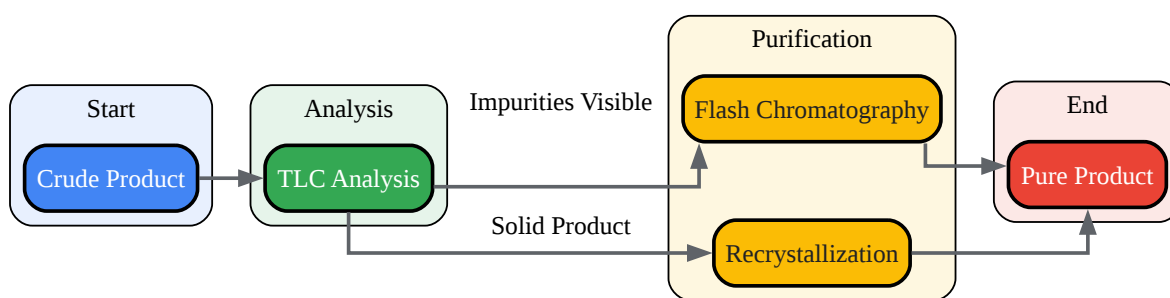 Start
Crude Product
Analysis
TLC Analysis
Impurities Visible
Solid Product
Purification
Flash Chromatography
Recrystallization
End
Pure Product